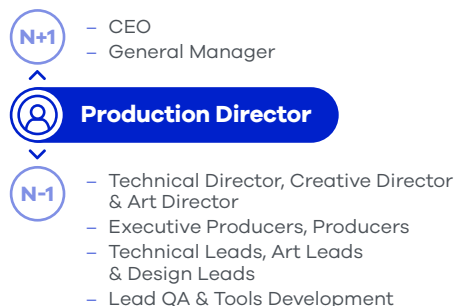 N+1
– CEO
– General Manager
Production Director
N-1
– Technical Director, Creative Director
& Art Director
– Executive Producers, Producers
– Technical Leads, Art Leads
& Design Leads
– Lead QA & Tools Development